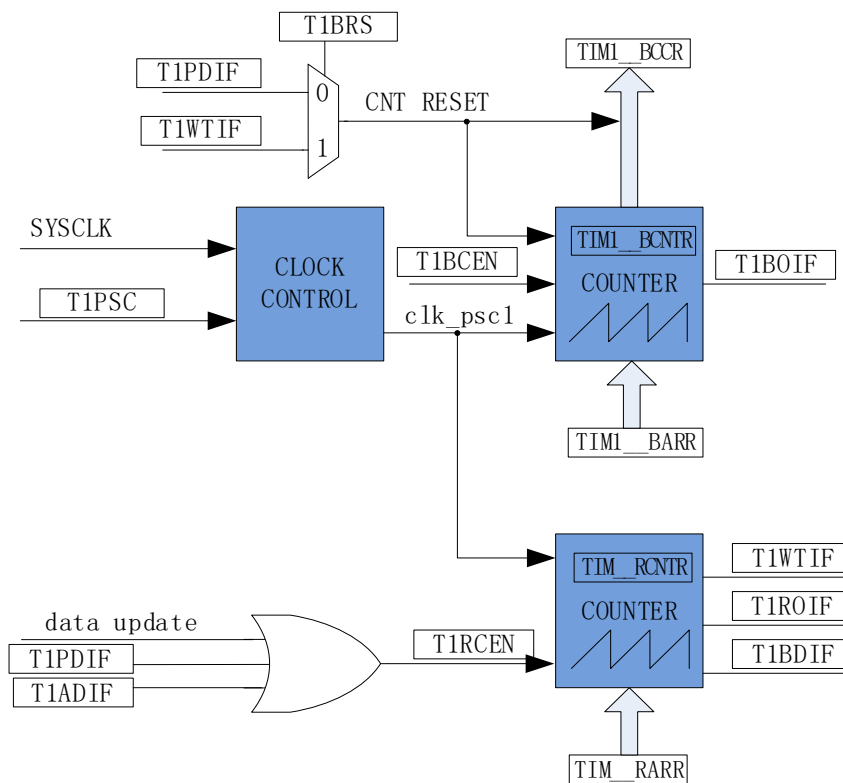 T1BRS
T1PDIF
TIM1__BCCR
0
CNT RESET
T1WTIF
1
SYSCLK
TIM1__BCNTR
T1BCEN
T1BOIF
CLOCK
CONTROL
COUNTER
T1PSC
clk_psc1
TIM1__BARR
TIM__RCNTR
T1WTIF
COUNTER
T1ROIF
data update
T1RCEN
T1PDIF
T1BDIF
T1ADIF
TIM__RARR